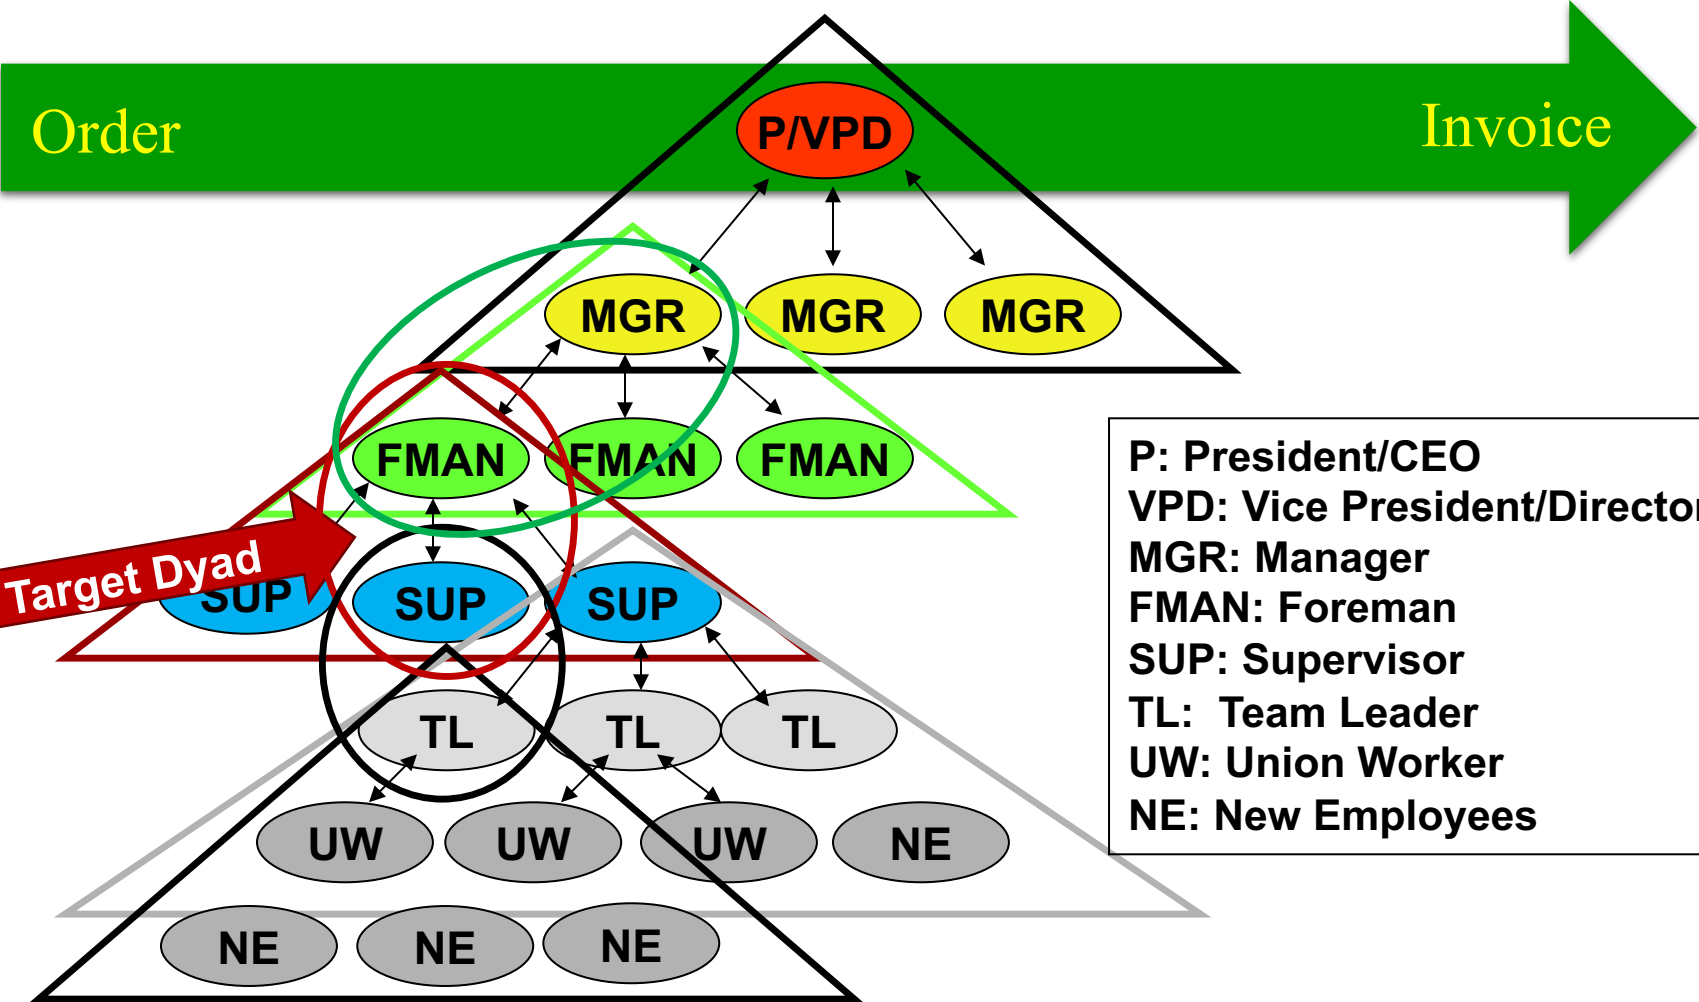 Order
Invoice
P/VPD
MGR MGR MGR
FMAN FMAN FMAN
Target Dyad
SUP SUP SUP
TL TL TL
UW UW UW NE
NE NE NE
P: President/CEO
VPD: Vice President/Director
MGR: Manager
FMAN: Foreman
SUP: Supervisor
TL: Team Leader
UW: Union Worker
NE: New Employees